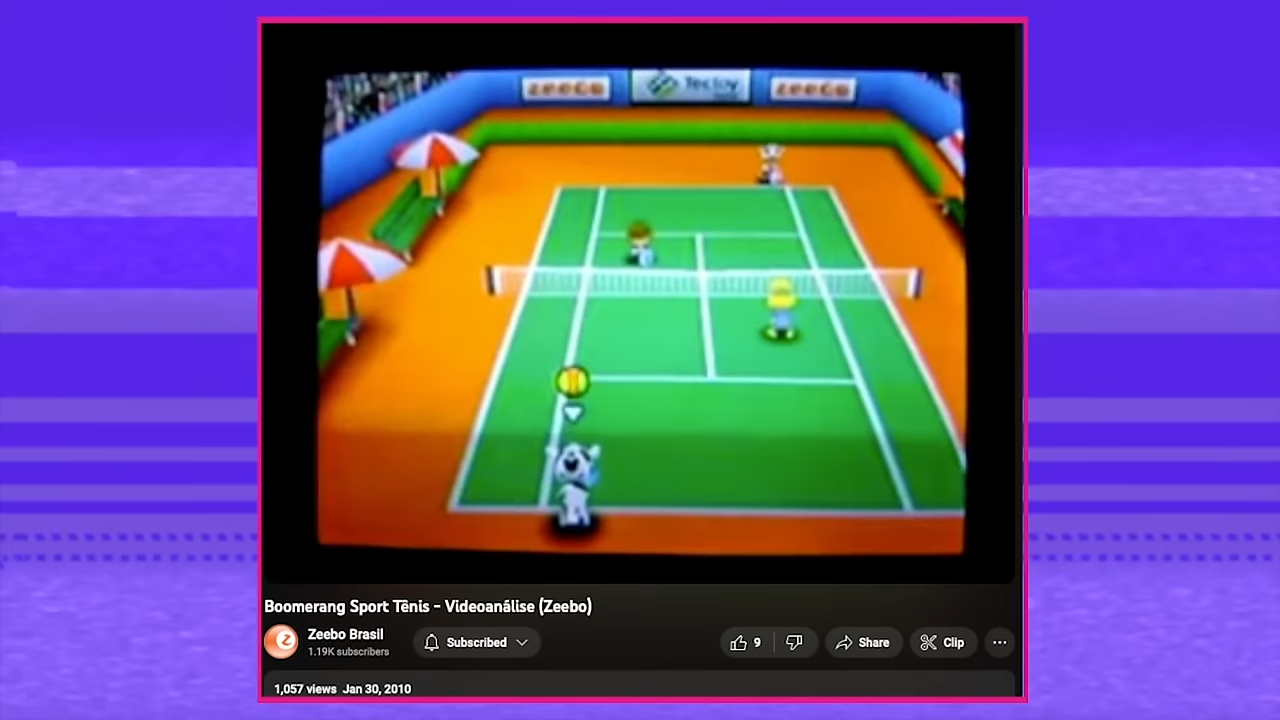 zeebo Tectoy zeebo
Boomerang Sport Tênis - Videoanálise (Zeebo)
Zeebo Brasil
1.19K subscribers
Subscribed
9
Share
Clip
1,057 views Jan 30, 2010